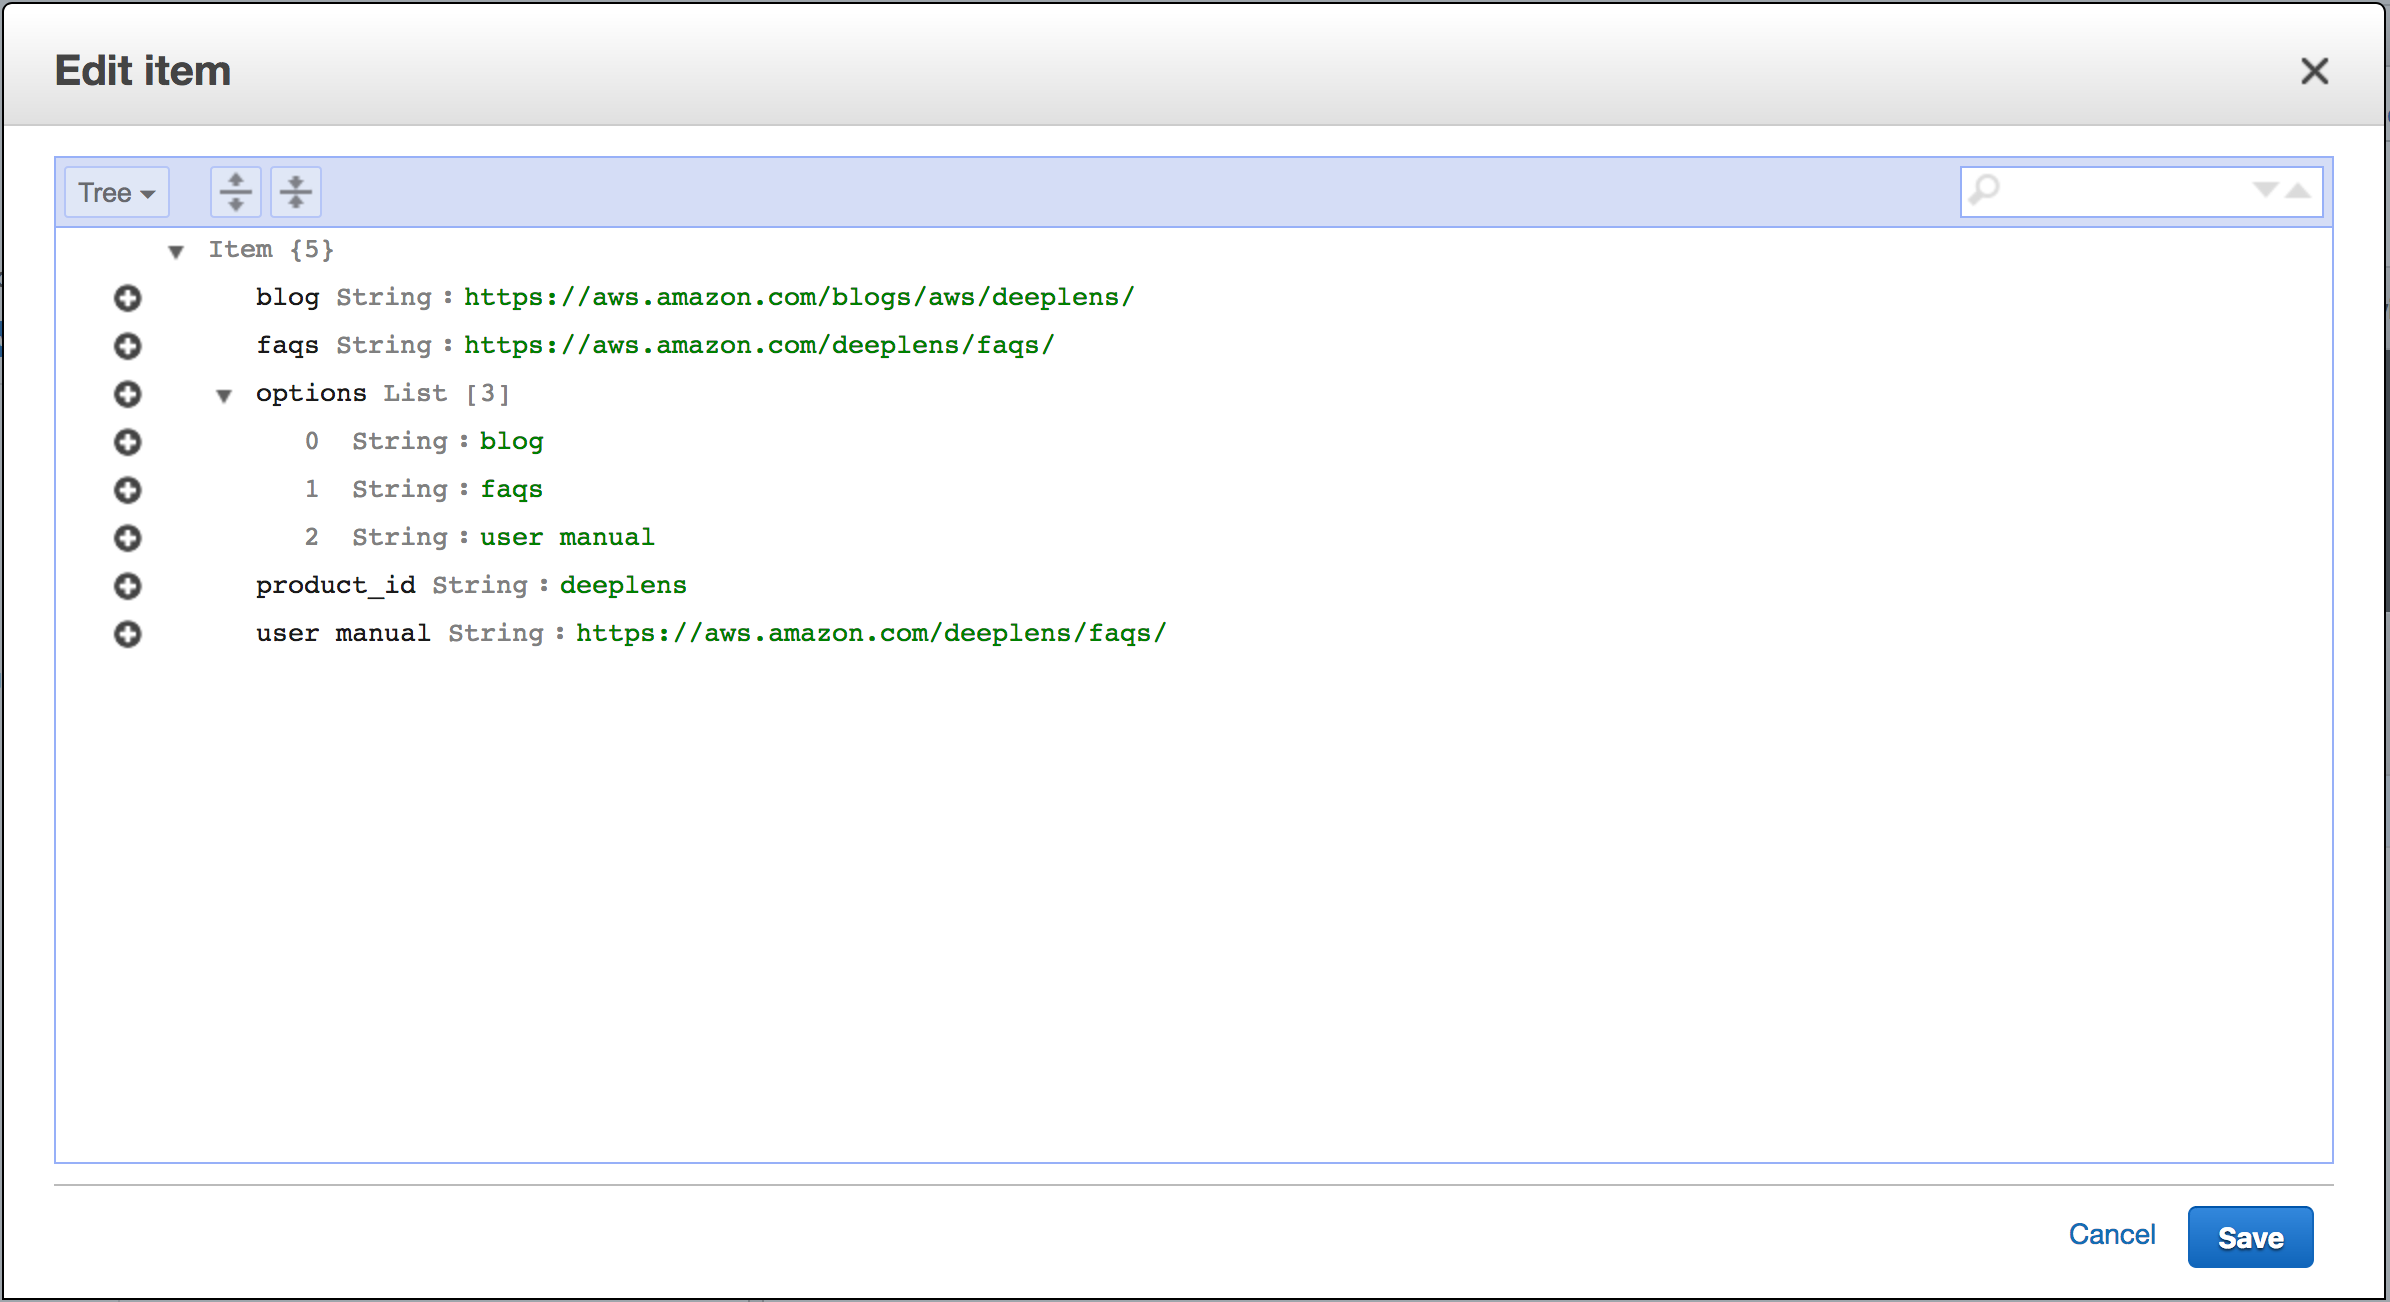 Edit item
Tree
Item {5}
blog String : https://aws.amazon.com/blogs/aws/deeplens/
faqs String : https://aws.amazon.com/deeplens/faqs/
options List [3]
0 String : blog
1 String : faqs
2 String : user manual
product_id String : deeplens
user manual String : https://aws.amazon.com/deeplens/faqs/
Cancel Save